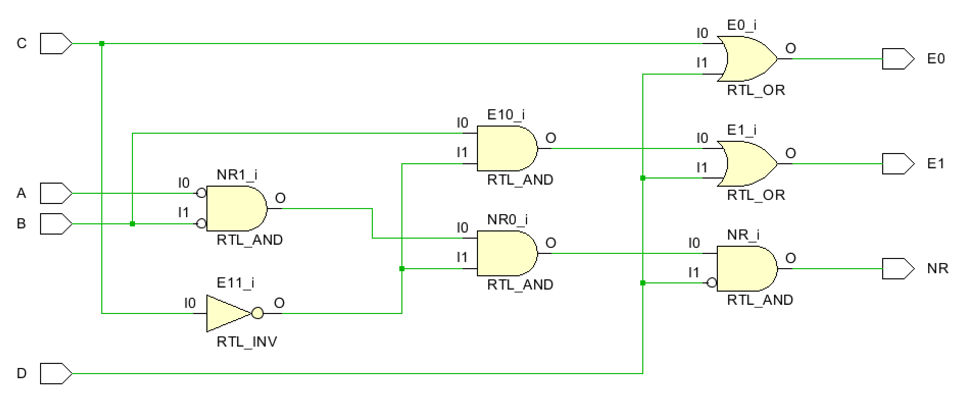 E0_i
C
I0
O
E0
I1
RTL_OR
E10_i
E1_i
I0
O
I0
O
E1
I1
I1
NR1_i
RTL_AND
RTL_OR
A
I0
O
B
I1
NR0_i
NR_i
RTL_AND
I0
O
I0
O
NR
I1
I1
E11_i
RTL_AND
RTL_AND
I0
O
RTL_INV
D